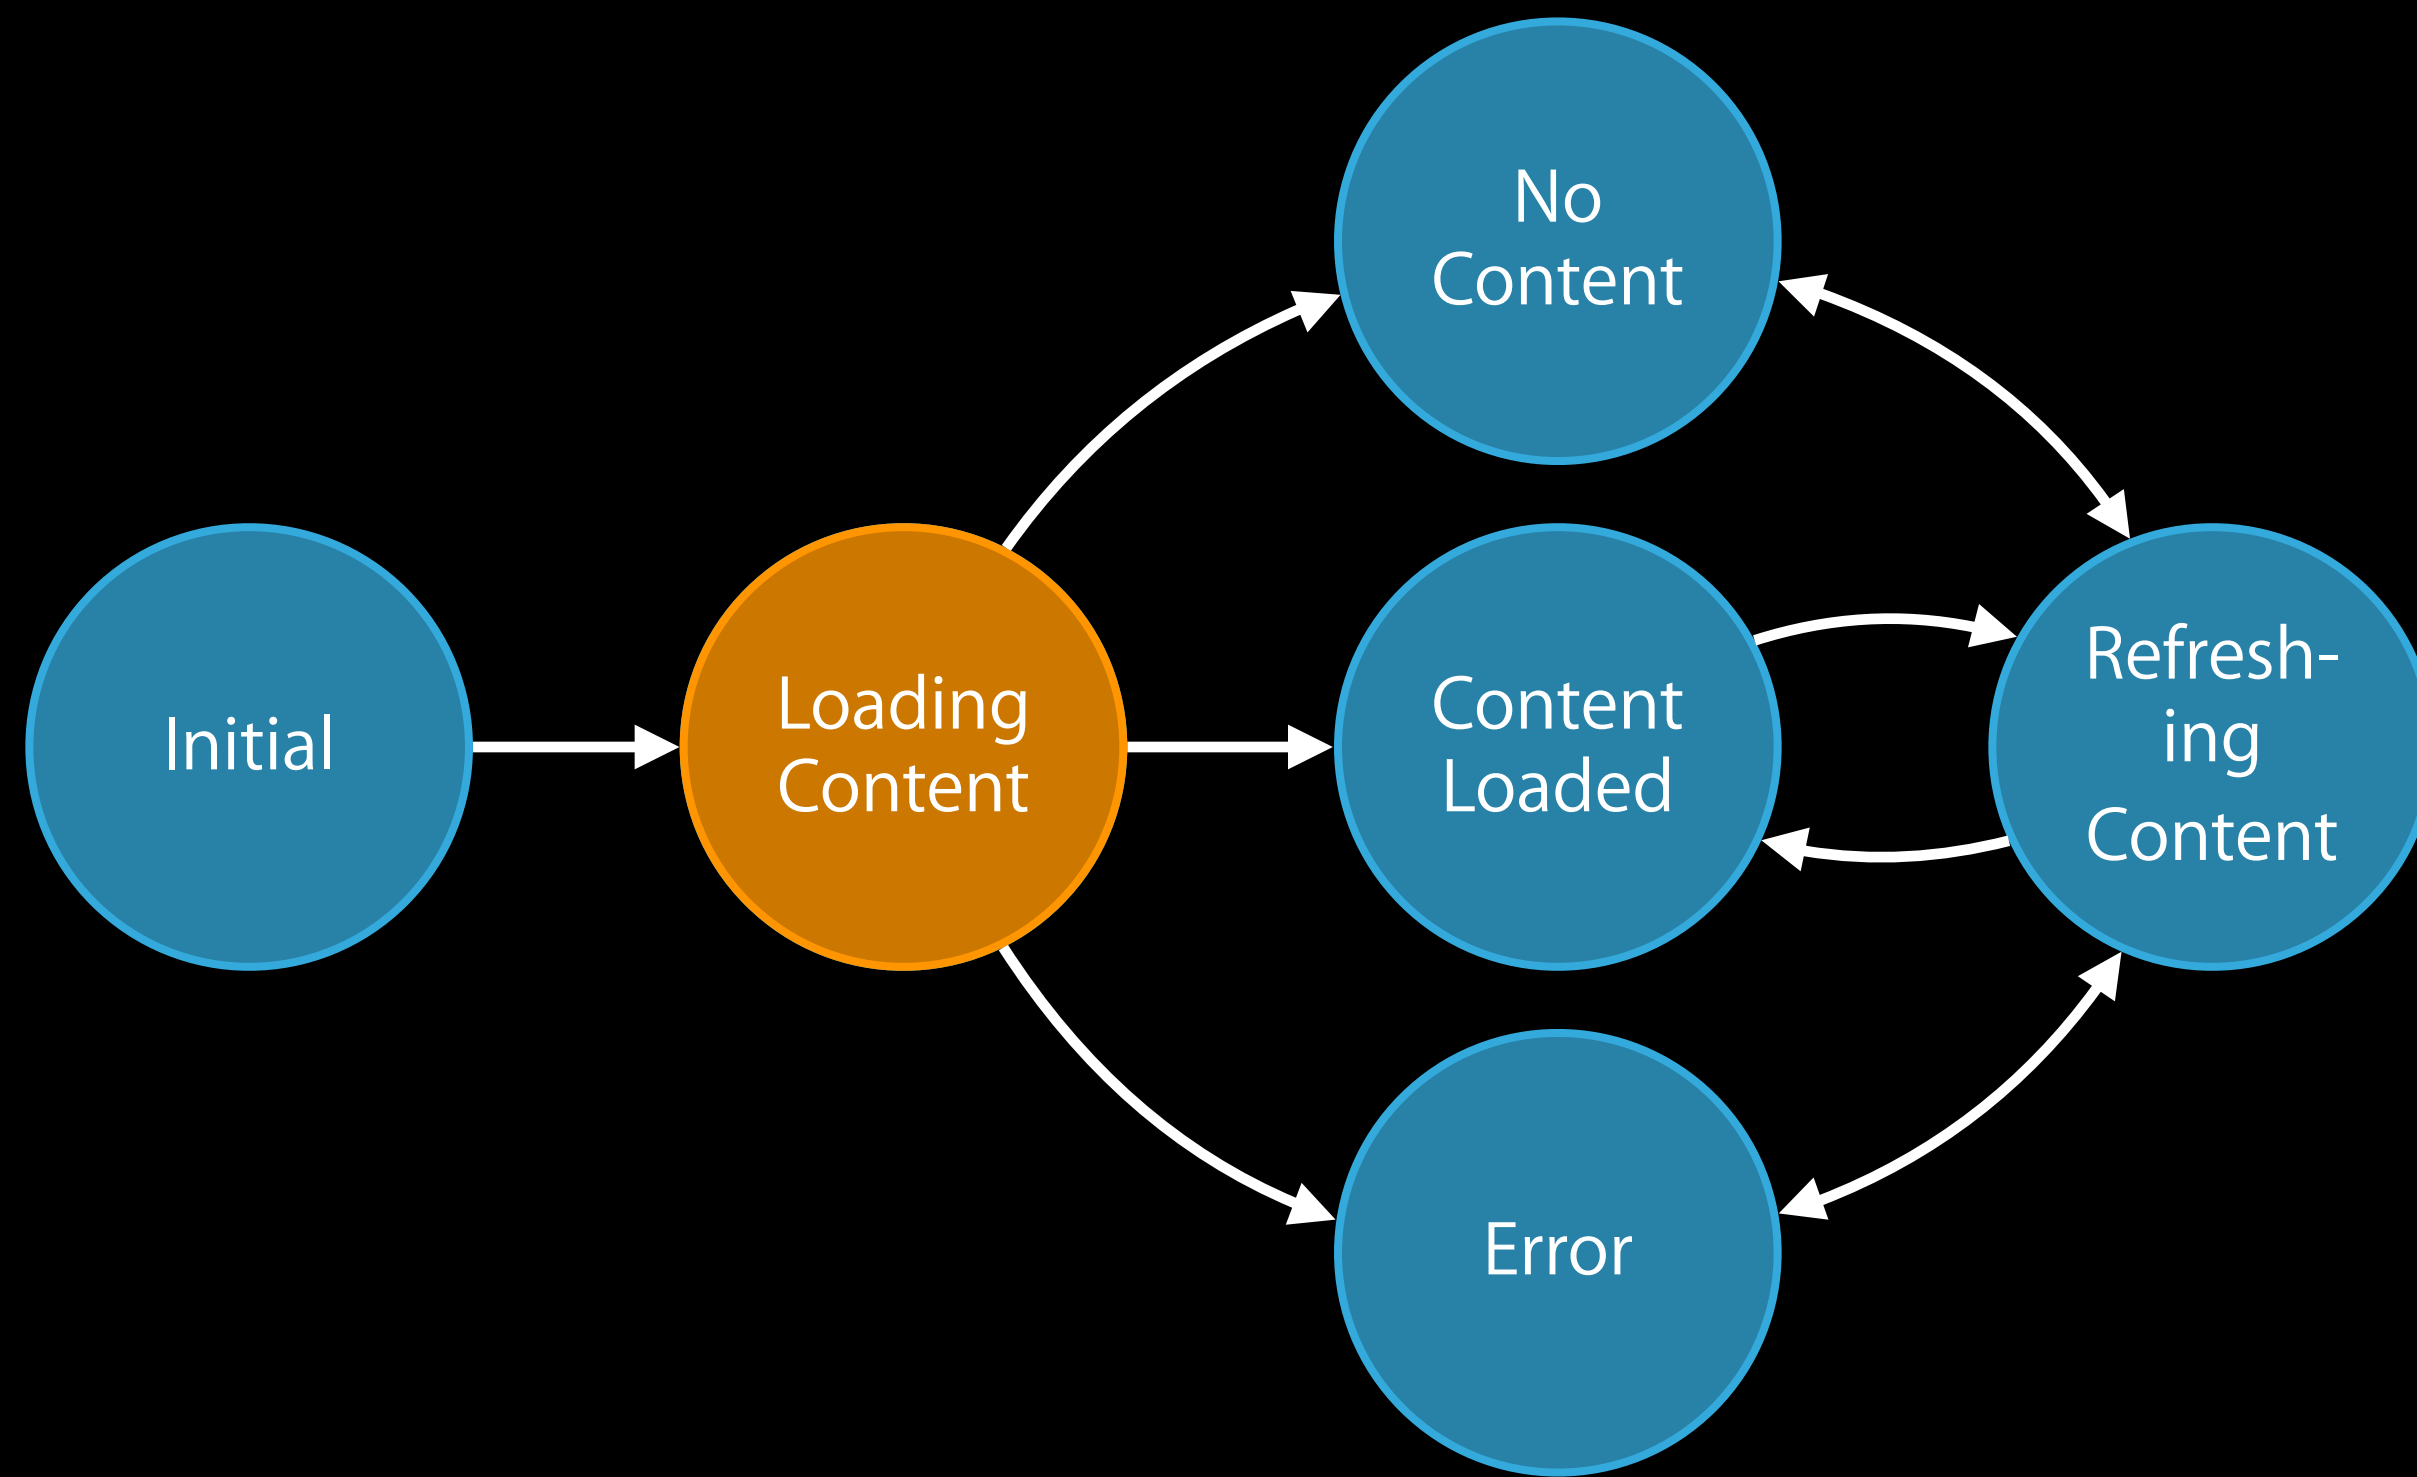 Initial
Loading
Content
No
Content
Content
Loaded
Error
Refresh-
ing
Content